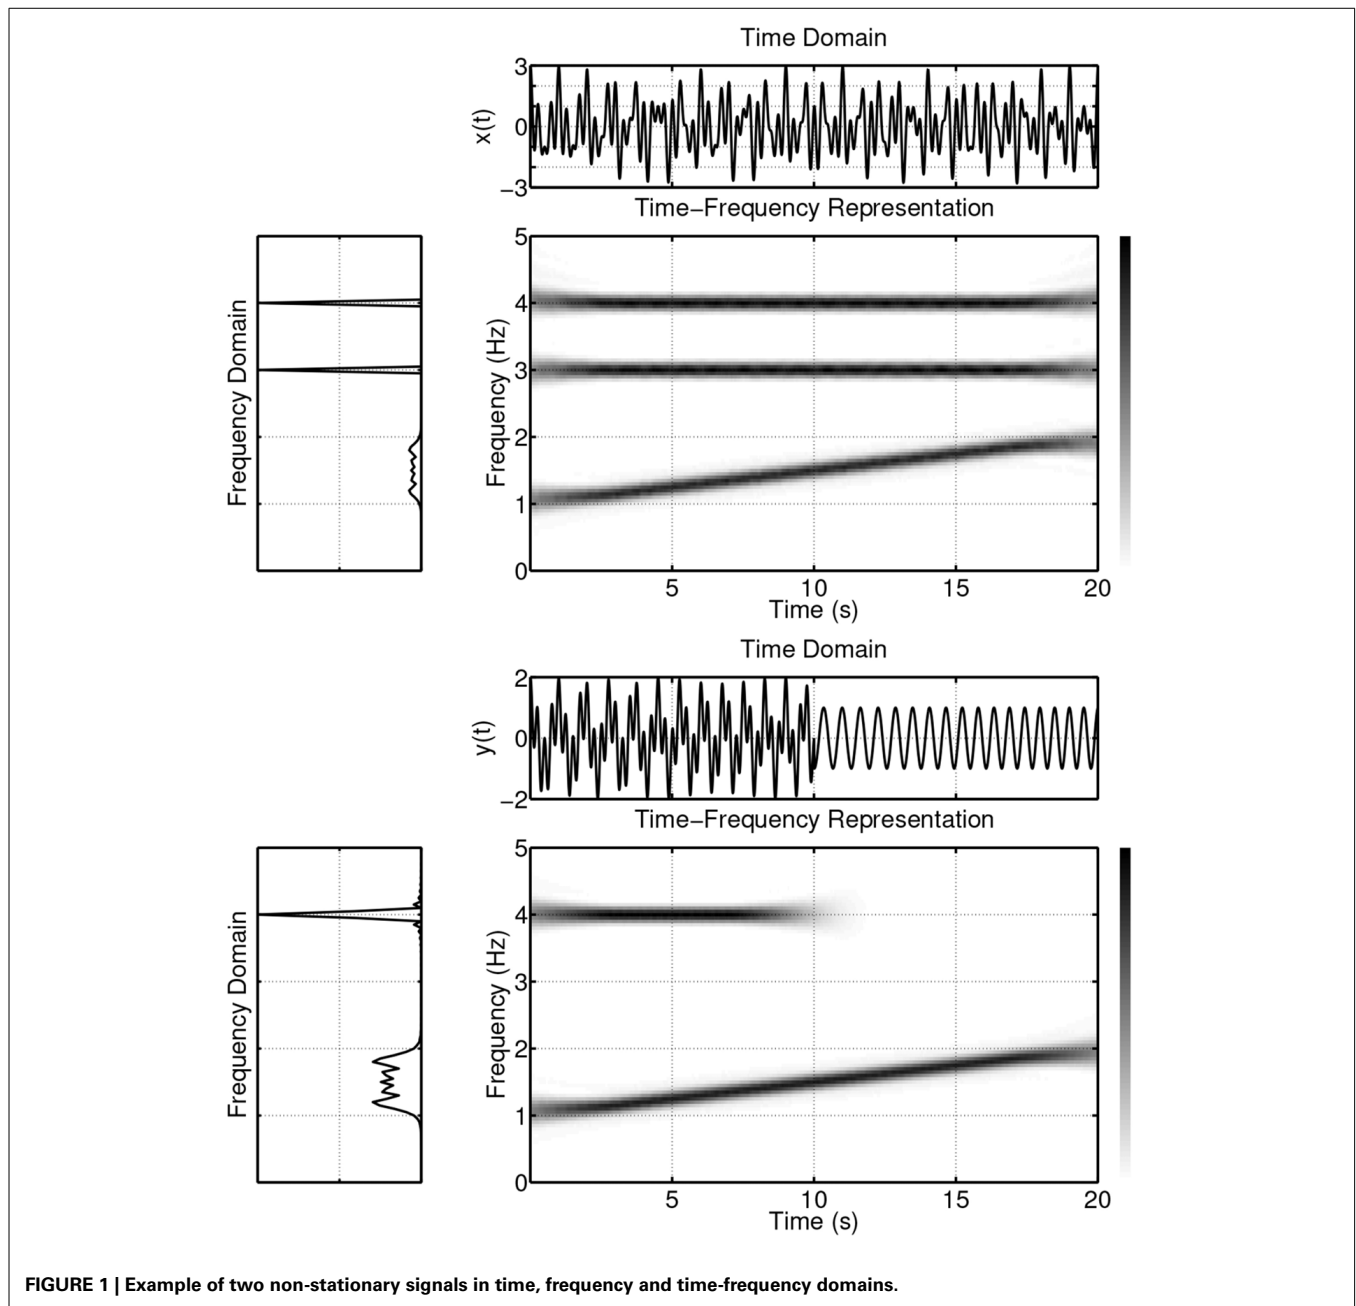 Time Domain
x(t)
3
0
−3
Time−Frequency Representation
Frequency Domain
Frequency (Hz)
5
4
3
2
1
0
5
10
15
20
Time (s)
Time Domain
y(t)
2
0
−2
Time−Frequency Representation
Frequency Domain
Frequency (Hz)
5
4
3
2
1
0
5
10
15
20
Time (s)
FIGURE 1 | Example of two non-stationary signals in time, frequency and time-frequency domains.